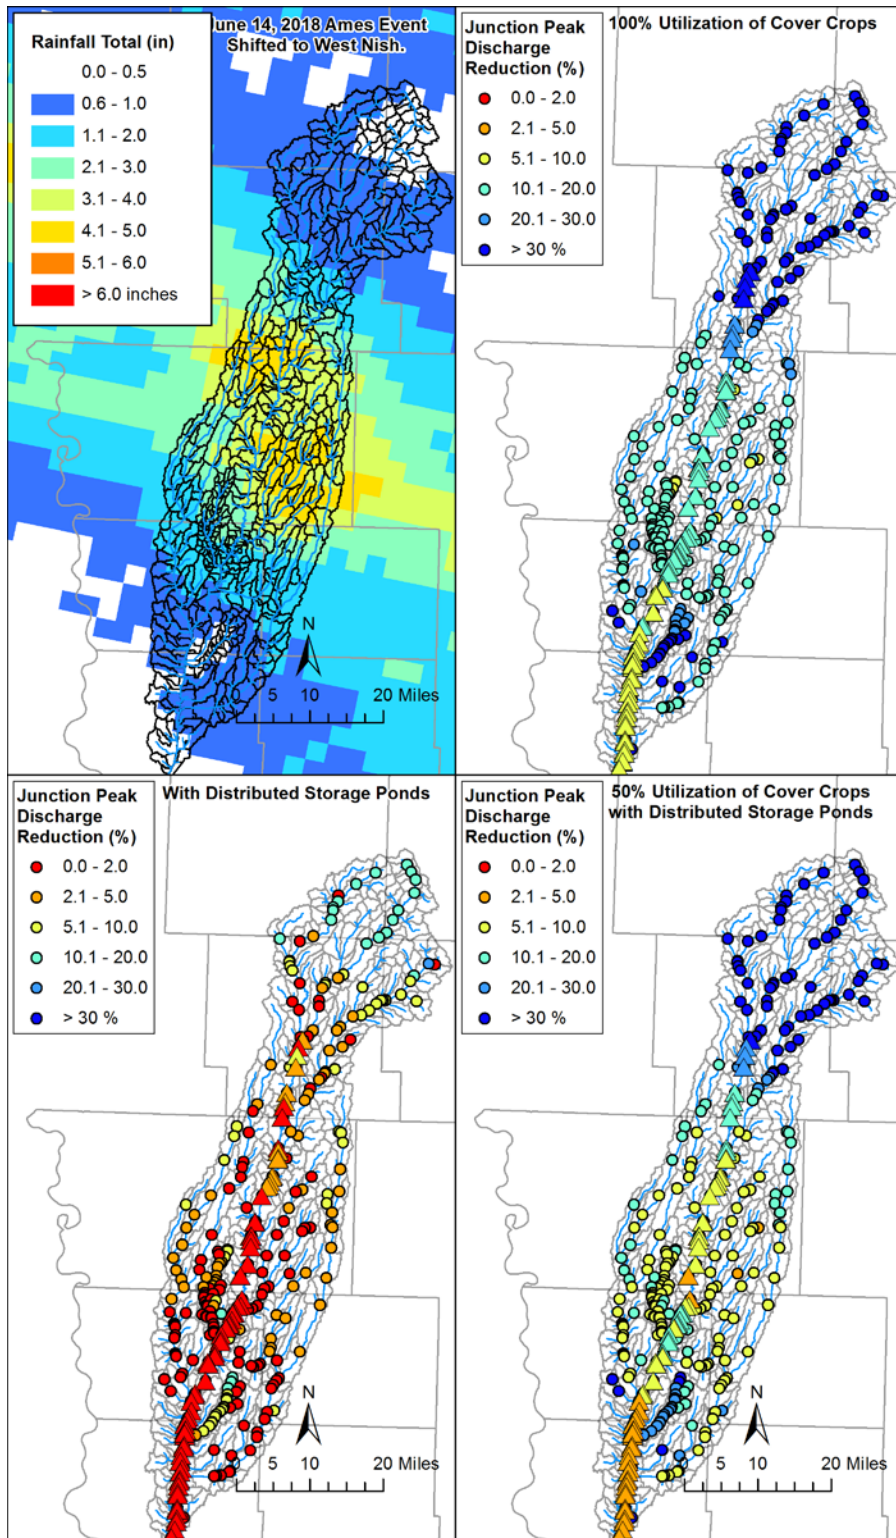 June 14, 2018 Ames Event
Shifted to West Nish.
Rainfall Total (in)
0.0 - 0.5
0.6 - 1.0
1.1 - 2.0
2.1 - 3.0
3.1 - 4.0
4.1 - 5.0
5.1 - 6.0
> 6.0 inches
N
0 5 10 20 Miles
100% Utilization of Cover Crops
Junction Peak
Discharge
Reduction (%)
0.0 - 2.0
2.1 - 5.0
5.1 - 10.0
10.1 - 20.0
20.1 - 30.0
> 30 %
With Distributed Storage Ponds
Junction Peak
Discharge
Reduction (%)
0.0 - 2.0
2.1 - 5.0
5.1 - 10.0
10.1 - 20.0
20.1 - 30.0
> 30 %
N
5 10 20 Miles
50% Utilization of Cover Crops
with Distributed Storage Ponds
Junction Peak
Discharge
Reduction (%)
0.0 - 2.0
2.1 - 5.0
5.1 - 10.0
10.1 - 20.0
20.1 - 30.0
> 30 %
N
5 10 20 Miles